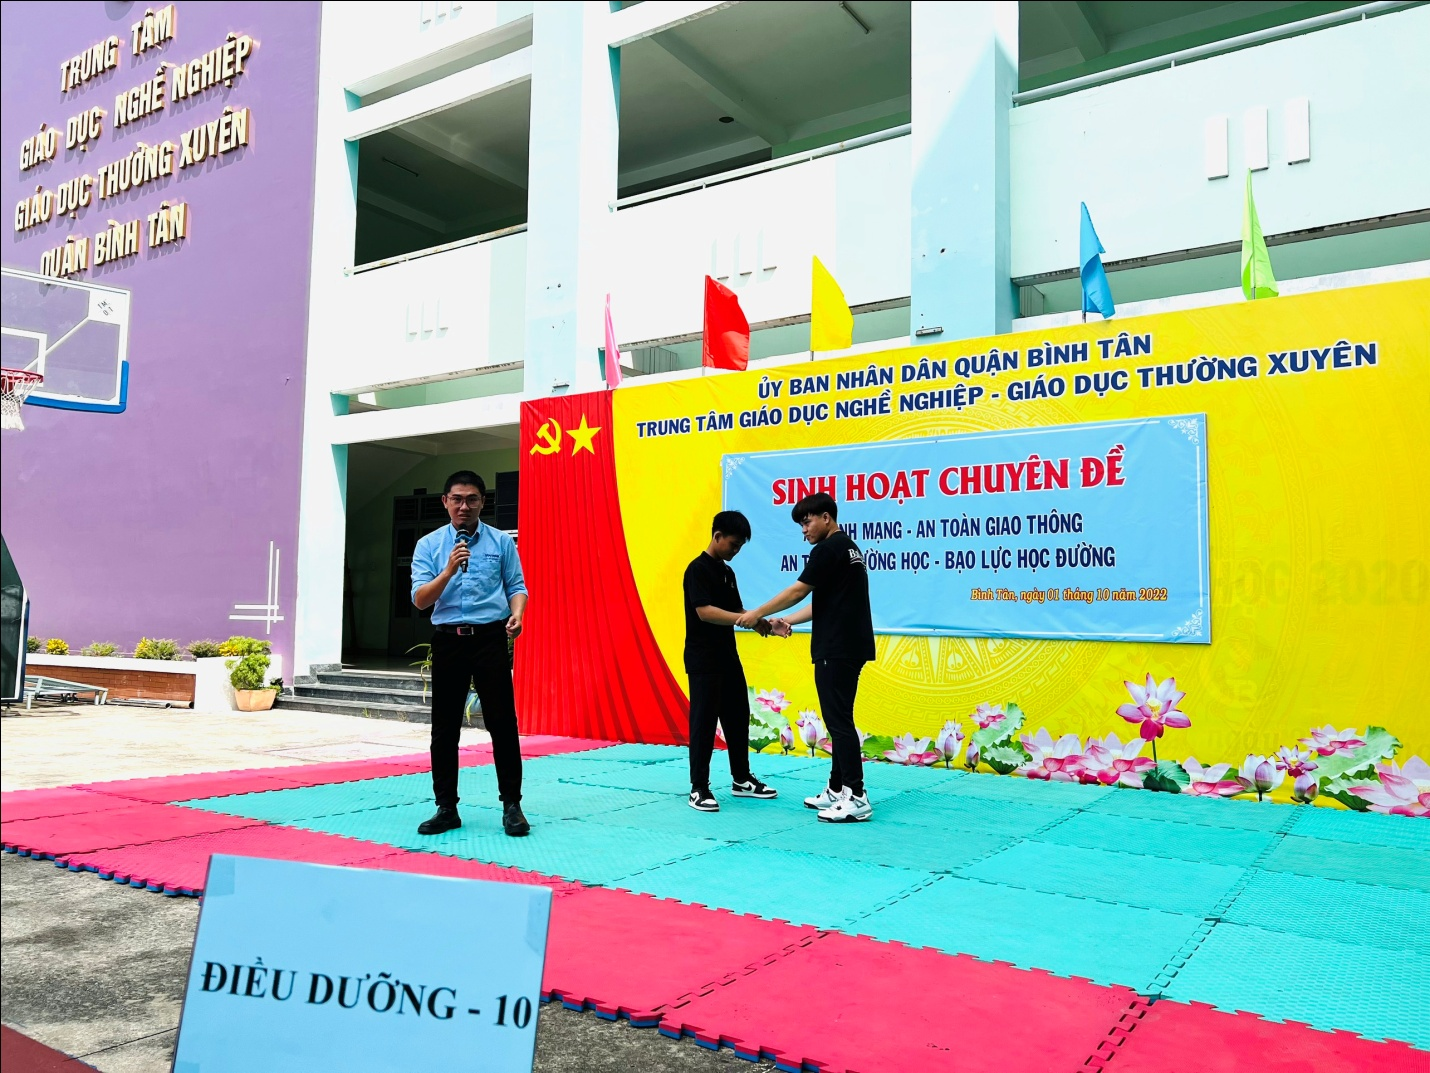 TRUNG TÂM
GIÁO DỤC NGHỀ NGHIỆP
GIÁO DỤC THƯỜNG XUYÊN
QUẬN BÌNH TÂN
ỦY BAN NHÂN DÂN QUẬN BÌNH TÂN
TRUNG TÂM GIÁO DỤC NGHỀ NGHIỆP - GIÁO DỤC THƯỜNG XUYÊN
SINH HOẠT CHUYÊN ĐỀ
MẠNG - AN TOÀN GIAO THÔNG
AN HỌC - BẠO LỰC HỌC ĐƯỜNG
Bình Tân, ngày 01 tháng 10 năm 2022
HỌC 2020
ĐIỀU DƯỠNG - 10